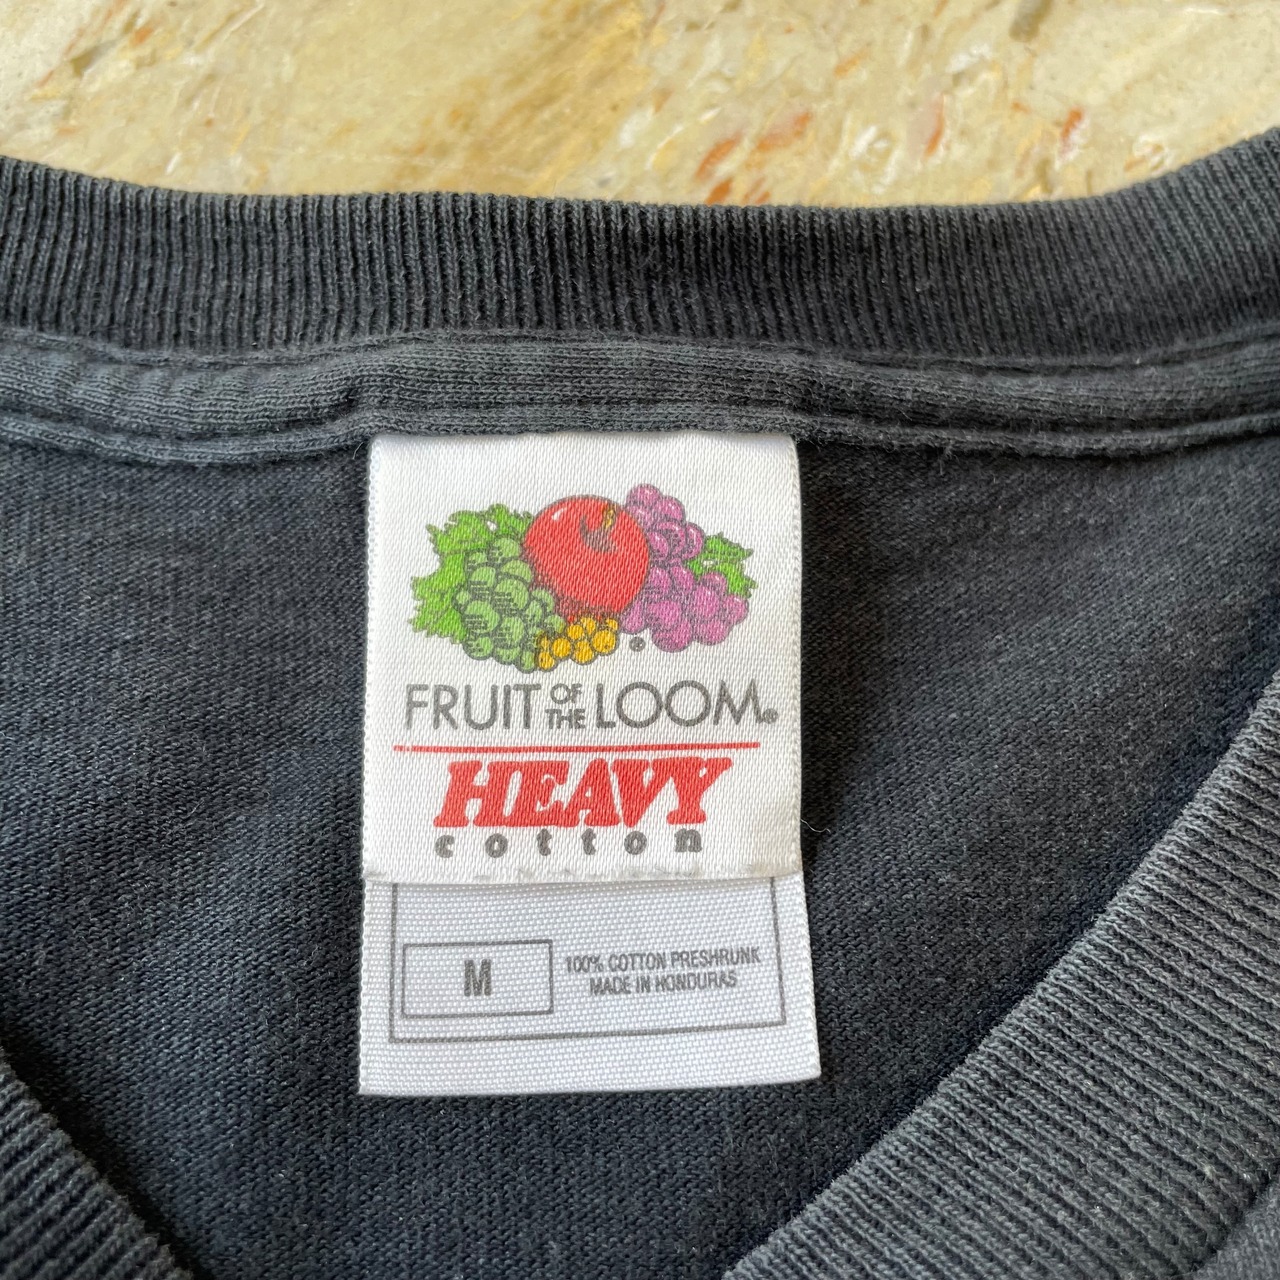 FRUIT OF THE LOOM®
HEAVY
cotton
M
100% COTTON PRESHRUNK
MADE IN HONDURAS